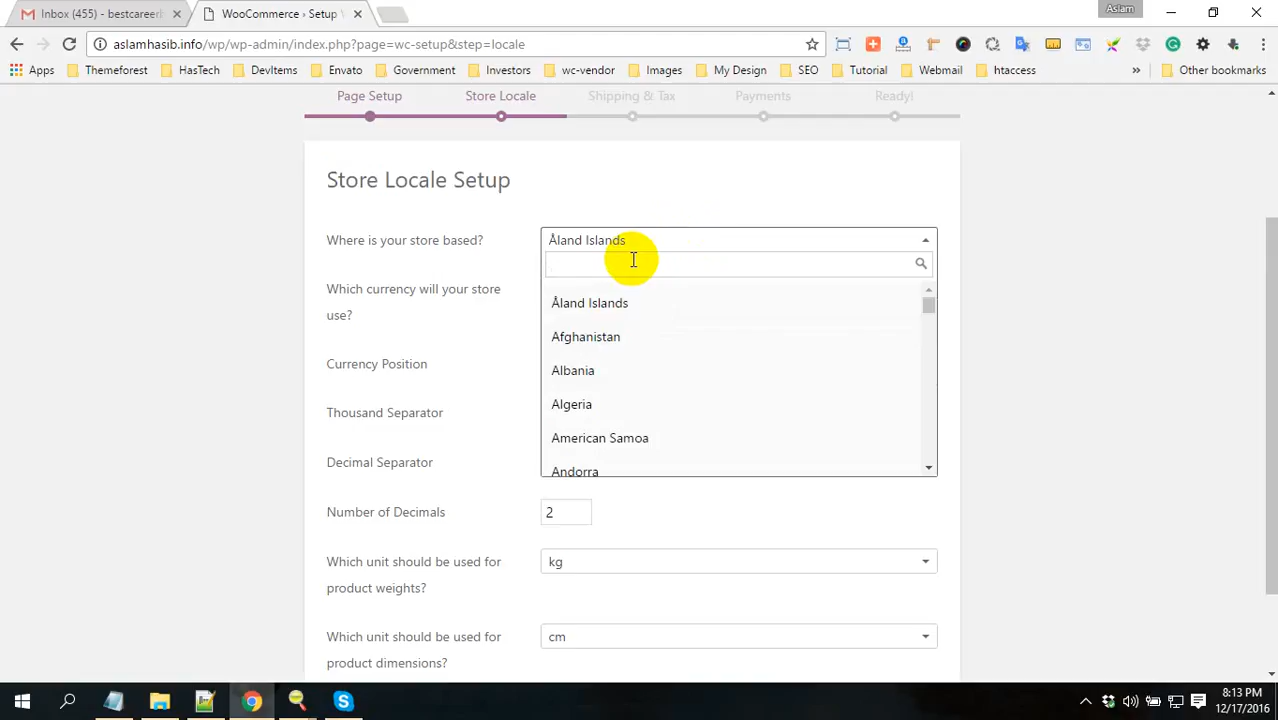 Inbox (455) - bestcareerl
WooCommerce › Setup W
Aslam
aslamhasib.info/wp/wp-admin/index.php?page=wc-setup&step=locale
Apps
Themeforest
HasTech
DevItems
Envato
Government
Investors
wc-vendor
Images
My Design
SEO
Tutorial
Webmail
htaccess
»
Other bookmarks
Page Setup
Store Locale
Shipping & Tax
Payments
Ready!
Store Locale Setup
Where is your store based?
Åland Islands
Åland Islands
Afghanistan
Albania
Algeria
American Samoa
Andorra
Which currency will your store
use?
Currency Position
Thousand Separator
Decimal Separator
Number of Decimals
2
Which unit should be used for
product weights?
kg
Which unit should be used for
product dimensions?
cm
8:13 PM
12/17/2016